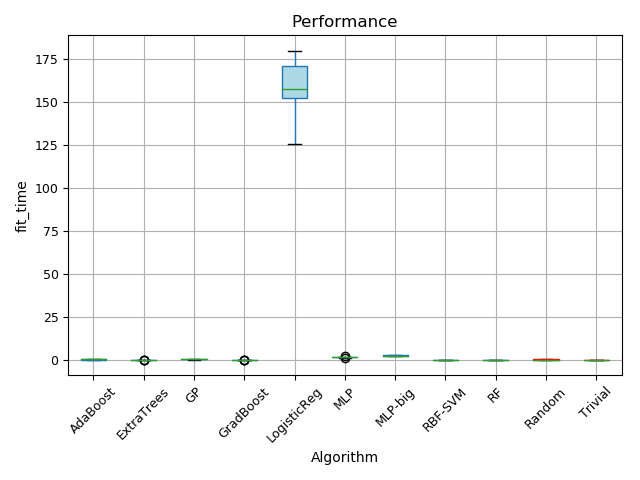 Performance
fit_time
175
150
125
100
75
50
25
0
AdaBoost
ExtraTrees
GP
GradBoost
LogisticReg
MLP
MLP-big
RBF-SVM
RF
Random
Trivial
Algorithm